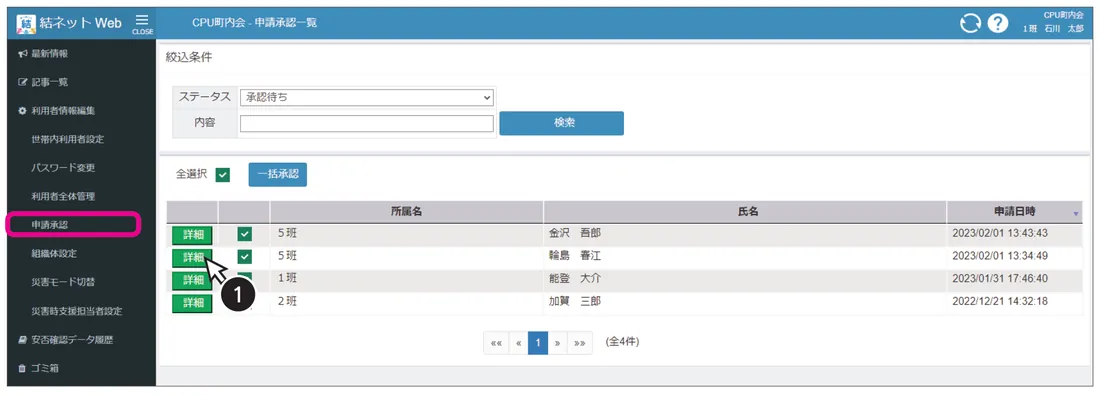 結ネット Web
CLOSE
CPU町内会 - 申請承認一覧
CPU町内会
1班 石川 太郎
最新情報
記事一覧
利用者情報編集
世帯内利用者設定
パスワード変更
利用者全体管理
申請承認
組織体設定
災害モード切替
災害時支援担当者設定
安否確認データ履歴
ゴミ箱
絞込条件
ステータス 承認待ち
内容 検索
全選択 一括承認
所属名 氏名 申請日時
詳細 5班 金沢 吾郎 2023/02/01 13:43:43
詳細 5班 輪島 春江 2023/02/01 13:34:49
詳細 1班 能登 大介 2023/01/31 17:46:40
詳細 2班 加賀 三郎 2022/12/21 14:32:18
1
«« « 1 » »» (全4件)